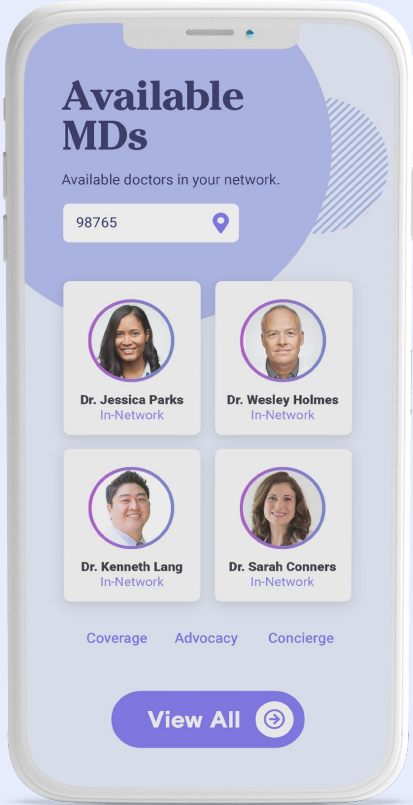 Available
MDs
Available doctors in your network.
98765
Dr. Jessica Parks
In-Network
Dr. Wesley Holmes
In-Network
Dr. Kenneth Lang
In-Network
Dr. Sarah Conners
In-Network
Coverage Advocacy Concierge
View All